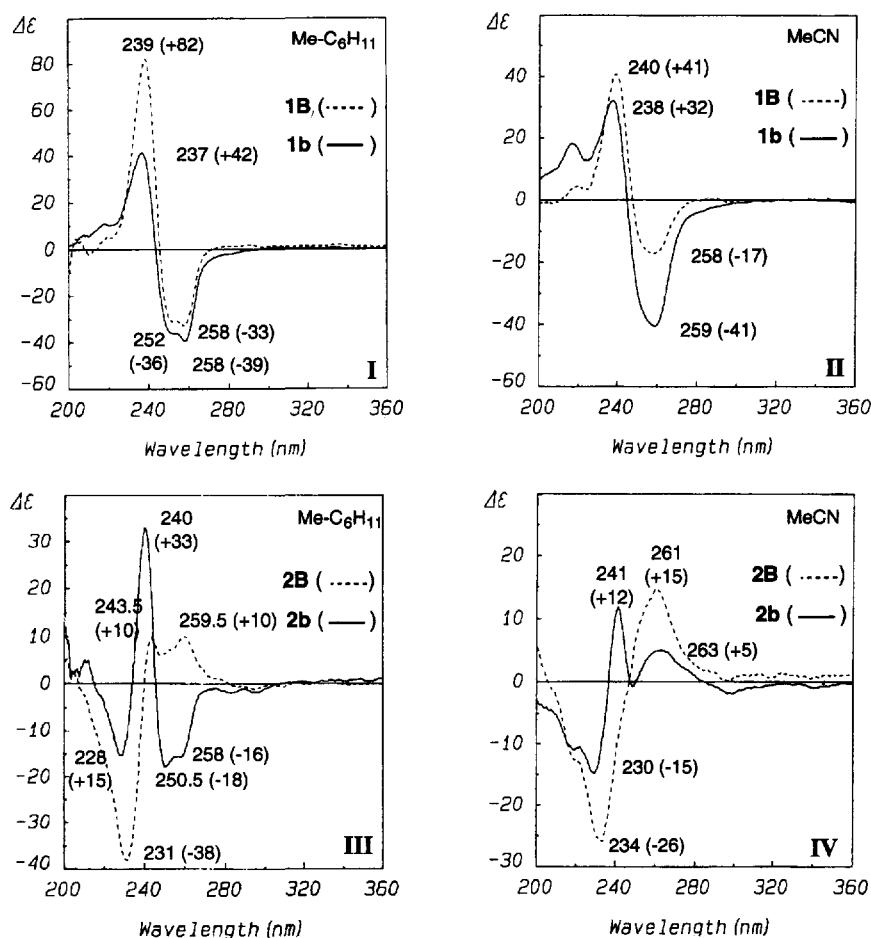 Δε
Me-C₆H₁₁
239 (+82)
1B (-----)
1b (——)
237 (+42)
80
60
40
20
0
-20
-40
-60
252
(-36)
258 (-33)
258 (-39)
I
200 240 280 320 360
Wavelength (nm)
Δε
MeCN
240 (+41)
1B (-----)
238 (+32)
1b (——)
40
20
0
-20
-40
-60
258 (-17)
259 (-41)
II
200 240 280 320 360
Wavelength (nm)
Δε
Me-C₆H₁₁
240
(+33)
2B (-----)
243.5
(+10)
259.5 (+10)
2b (——)
30
20
10
0
-10
-20
-30
-40
228
(+15)
258 (-16)
250.5 (-18)
231 (-38)
III
200 240 280 320 360
Wavelength (nm)
Δε
MeCN
261
(+15)
2B (-----)
241
(+12)
2b (——)
263 (+5)
20
10
0
-10
-20
-30
230 (-15)
234 (-26)
IV
200 240 280 320 360
Wavelength (nm)